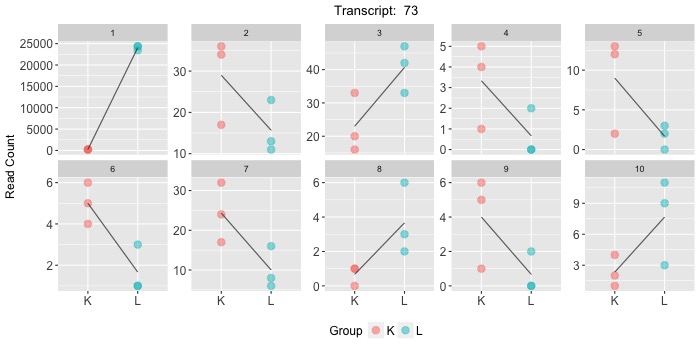 Transcript: 73
1 2 3 4 5
25000 20000 15000 10000 5000 0
30 20 10
40 30 20
5 4 3 2 1 0
10 5 0
Read Count
6 7 8 9 10
6 4 2
30 20 10
6 4 2 0
6 4 2 0
9 6 3
K L K L K L K L K L
Group K L